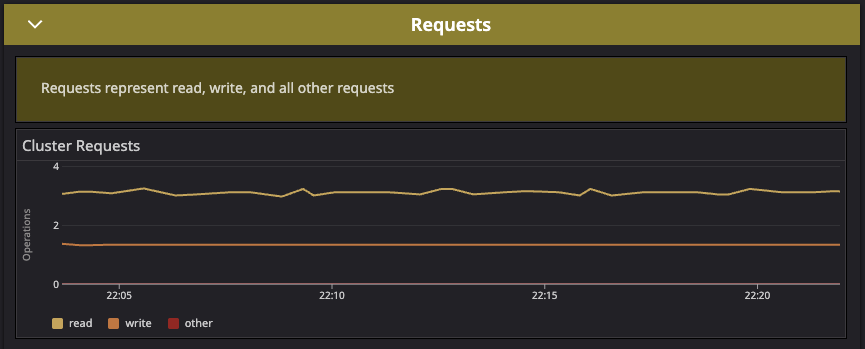 Requests
Requests represent read, write, and all other requests
Cluster Requests
4
2
0
Operations
22:05 22:10 22:15 22:20
read write other